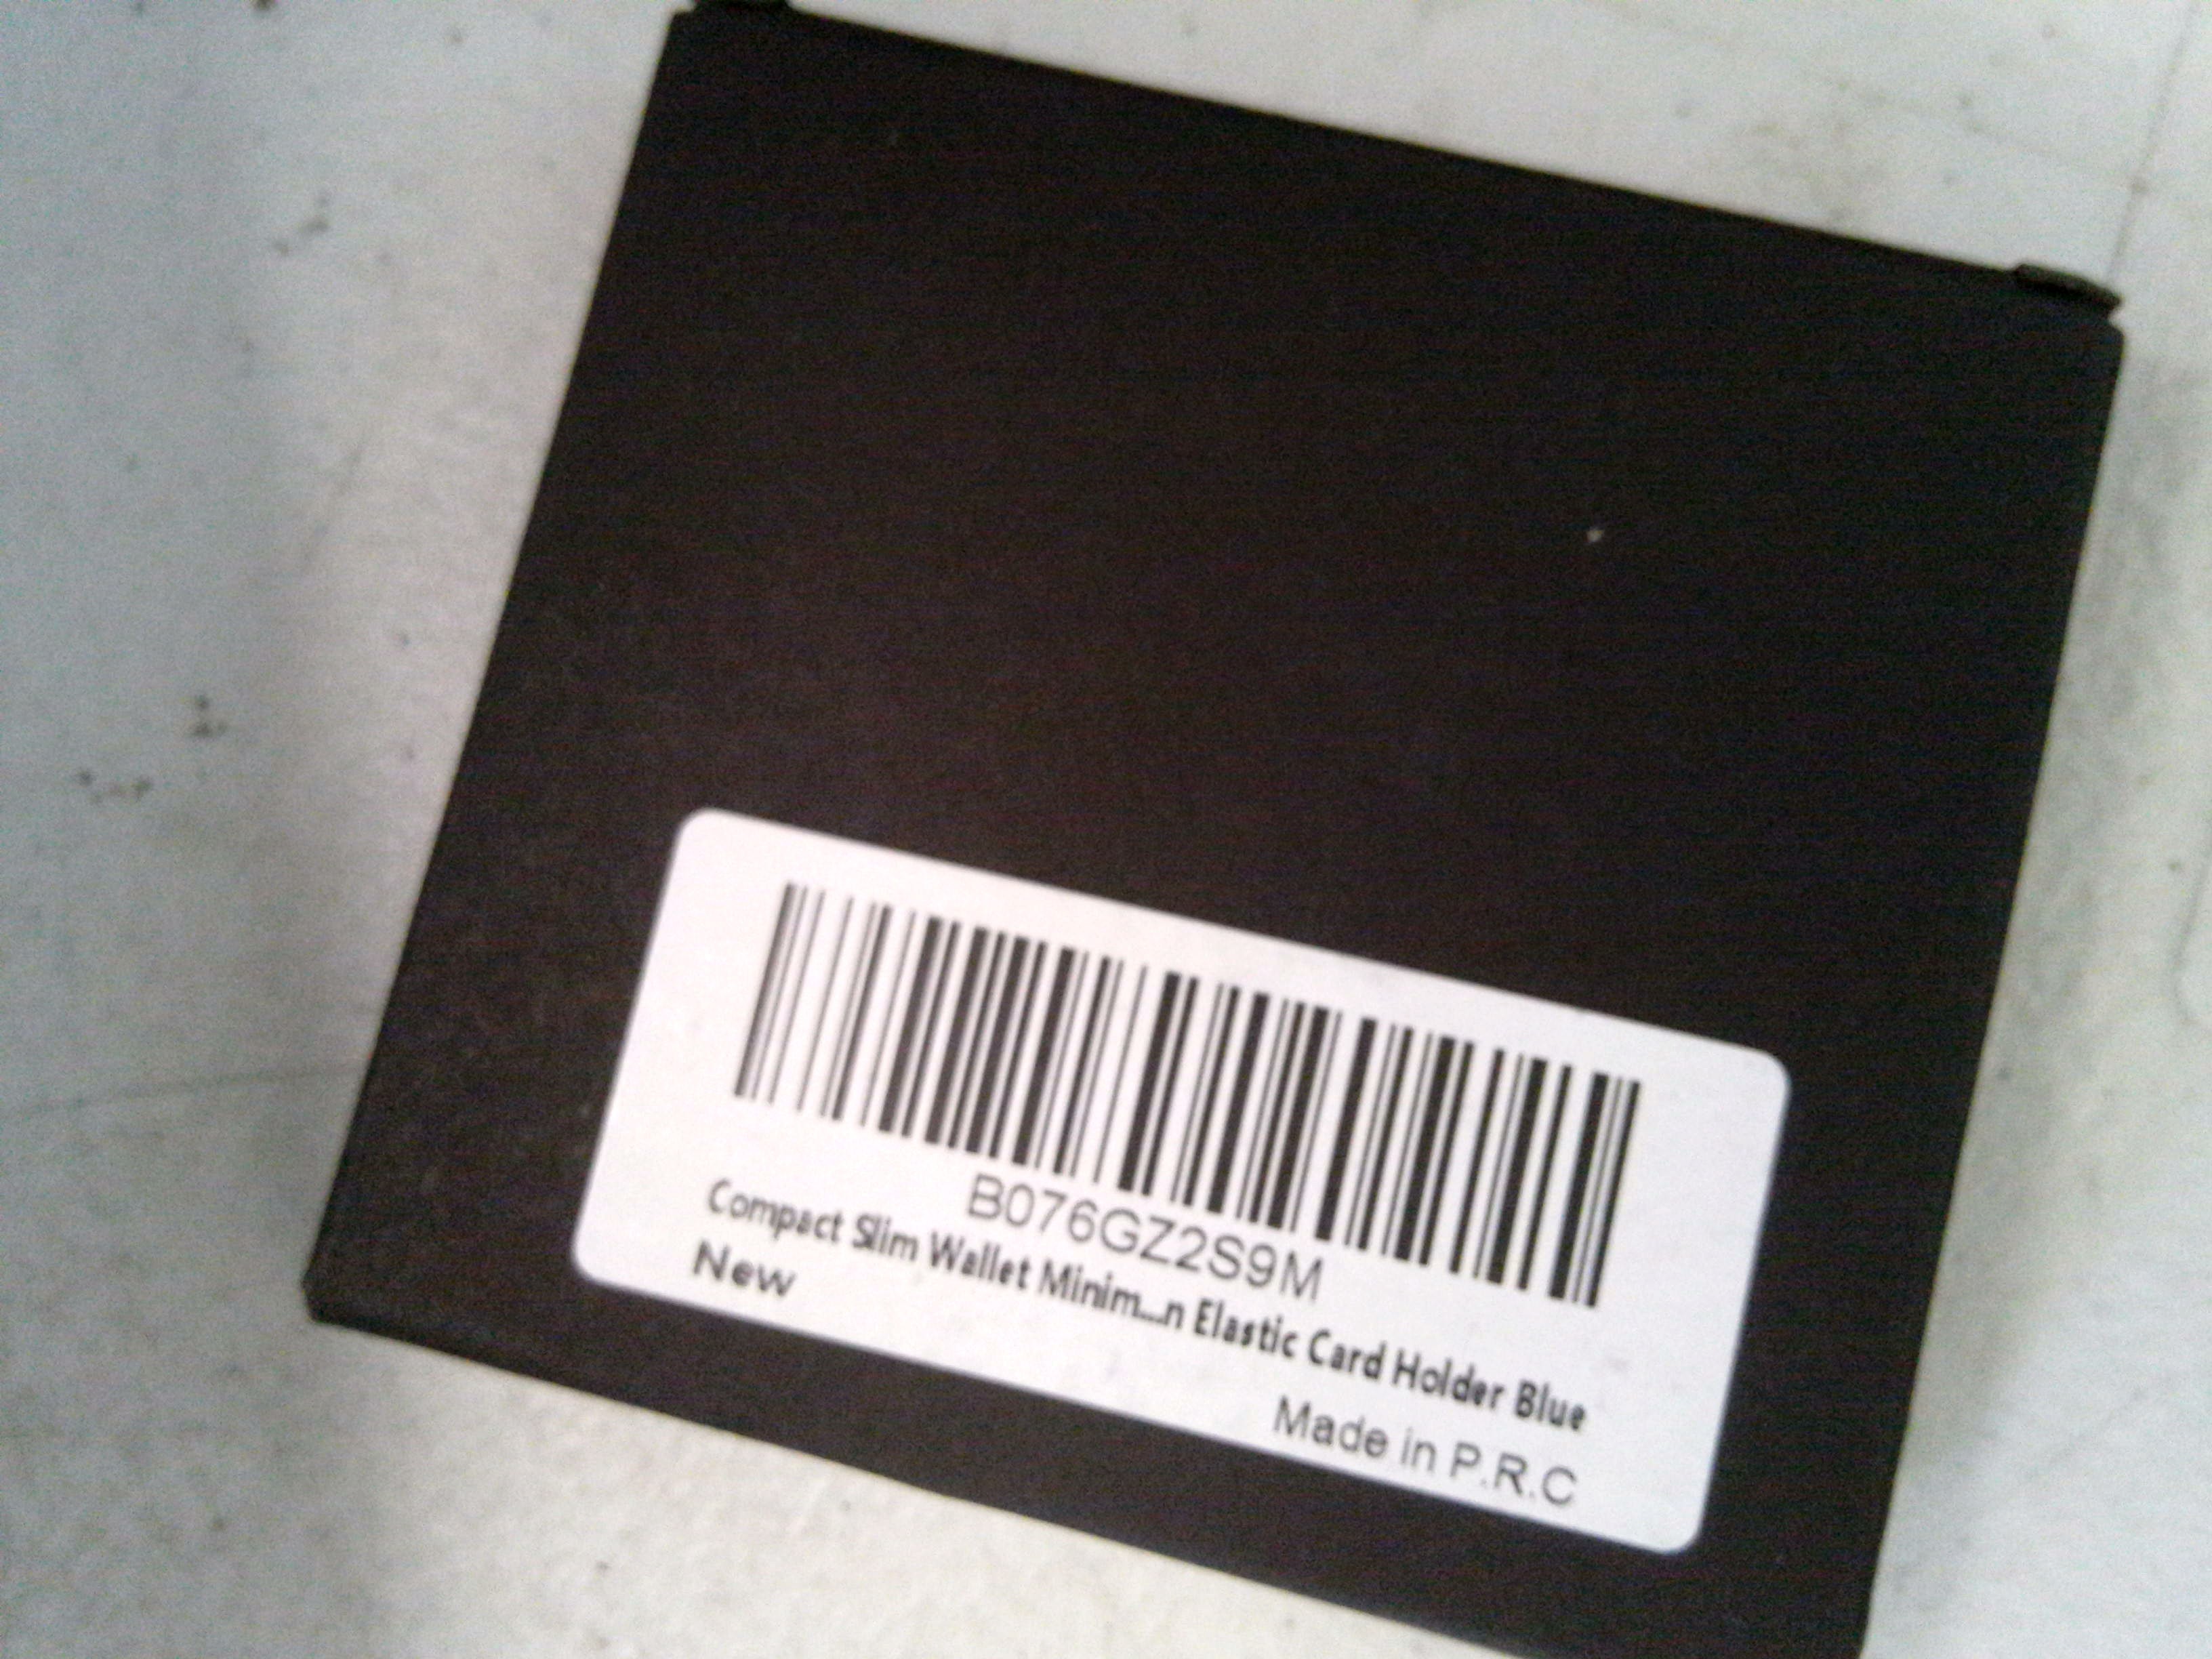 B076GZ2S9M
Compact Slim Wallet Minim...n Elastic Card Holder Blue
New
Made in P.R.C